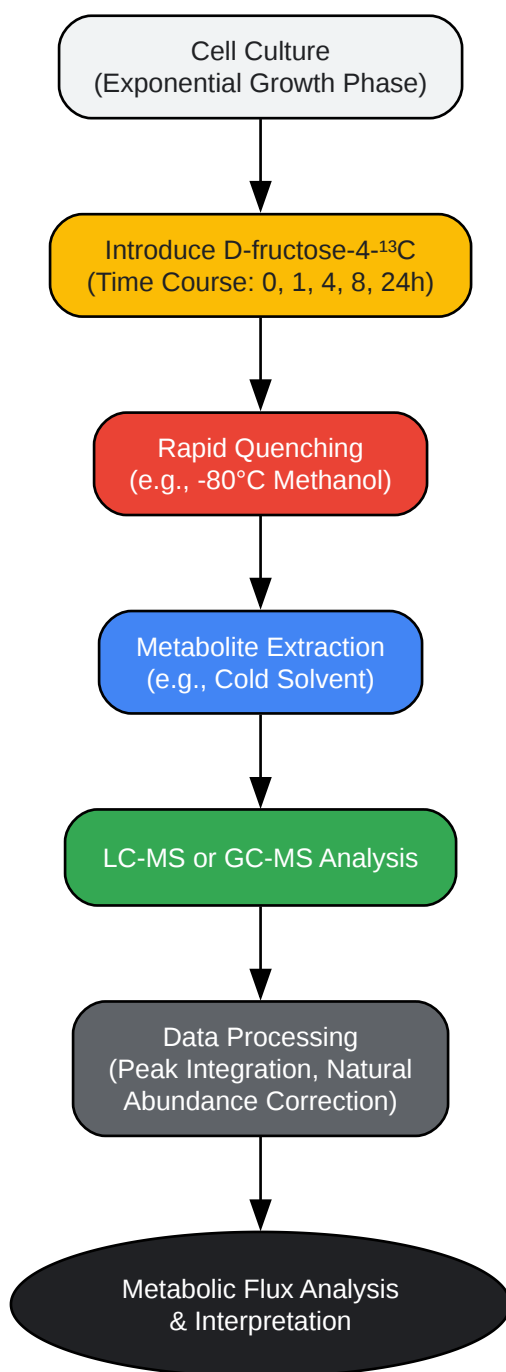 Cell Culture
(Exponential Growth Phase)
Introduce D-fructose-4-¹³C
(Time Course: 0, 1, 4, 8, 24h)
Rapid Quenching
(e.g., -80°C Methanol)
Metabolite Extraction
(e.g., Cold Solvent)
LC-MS or GC-MS Analysis
Data Processing
(Peak Integration, Natural
Abundance Correction)
Metabolic Flux Analysis
& Interpretation